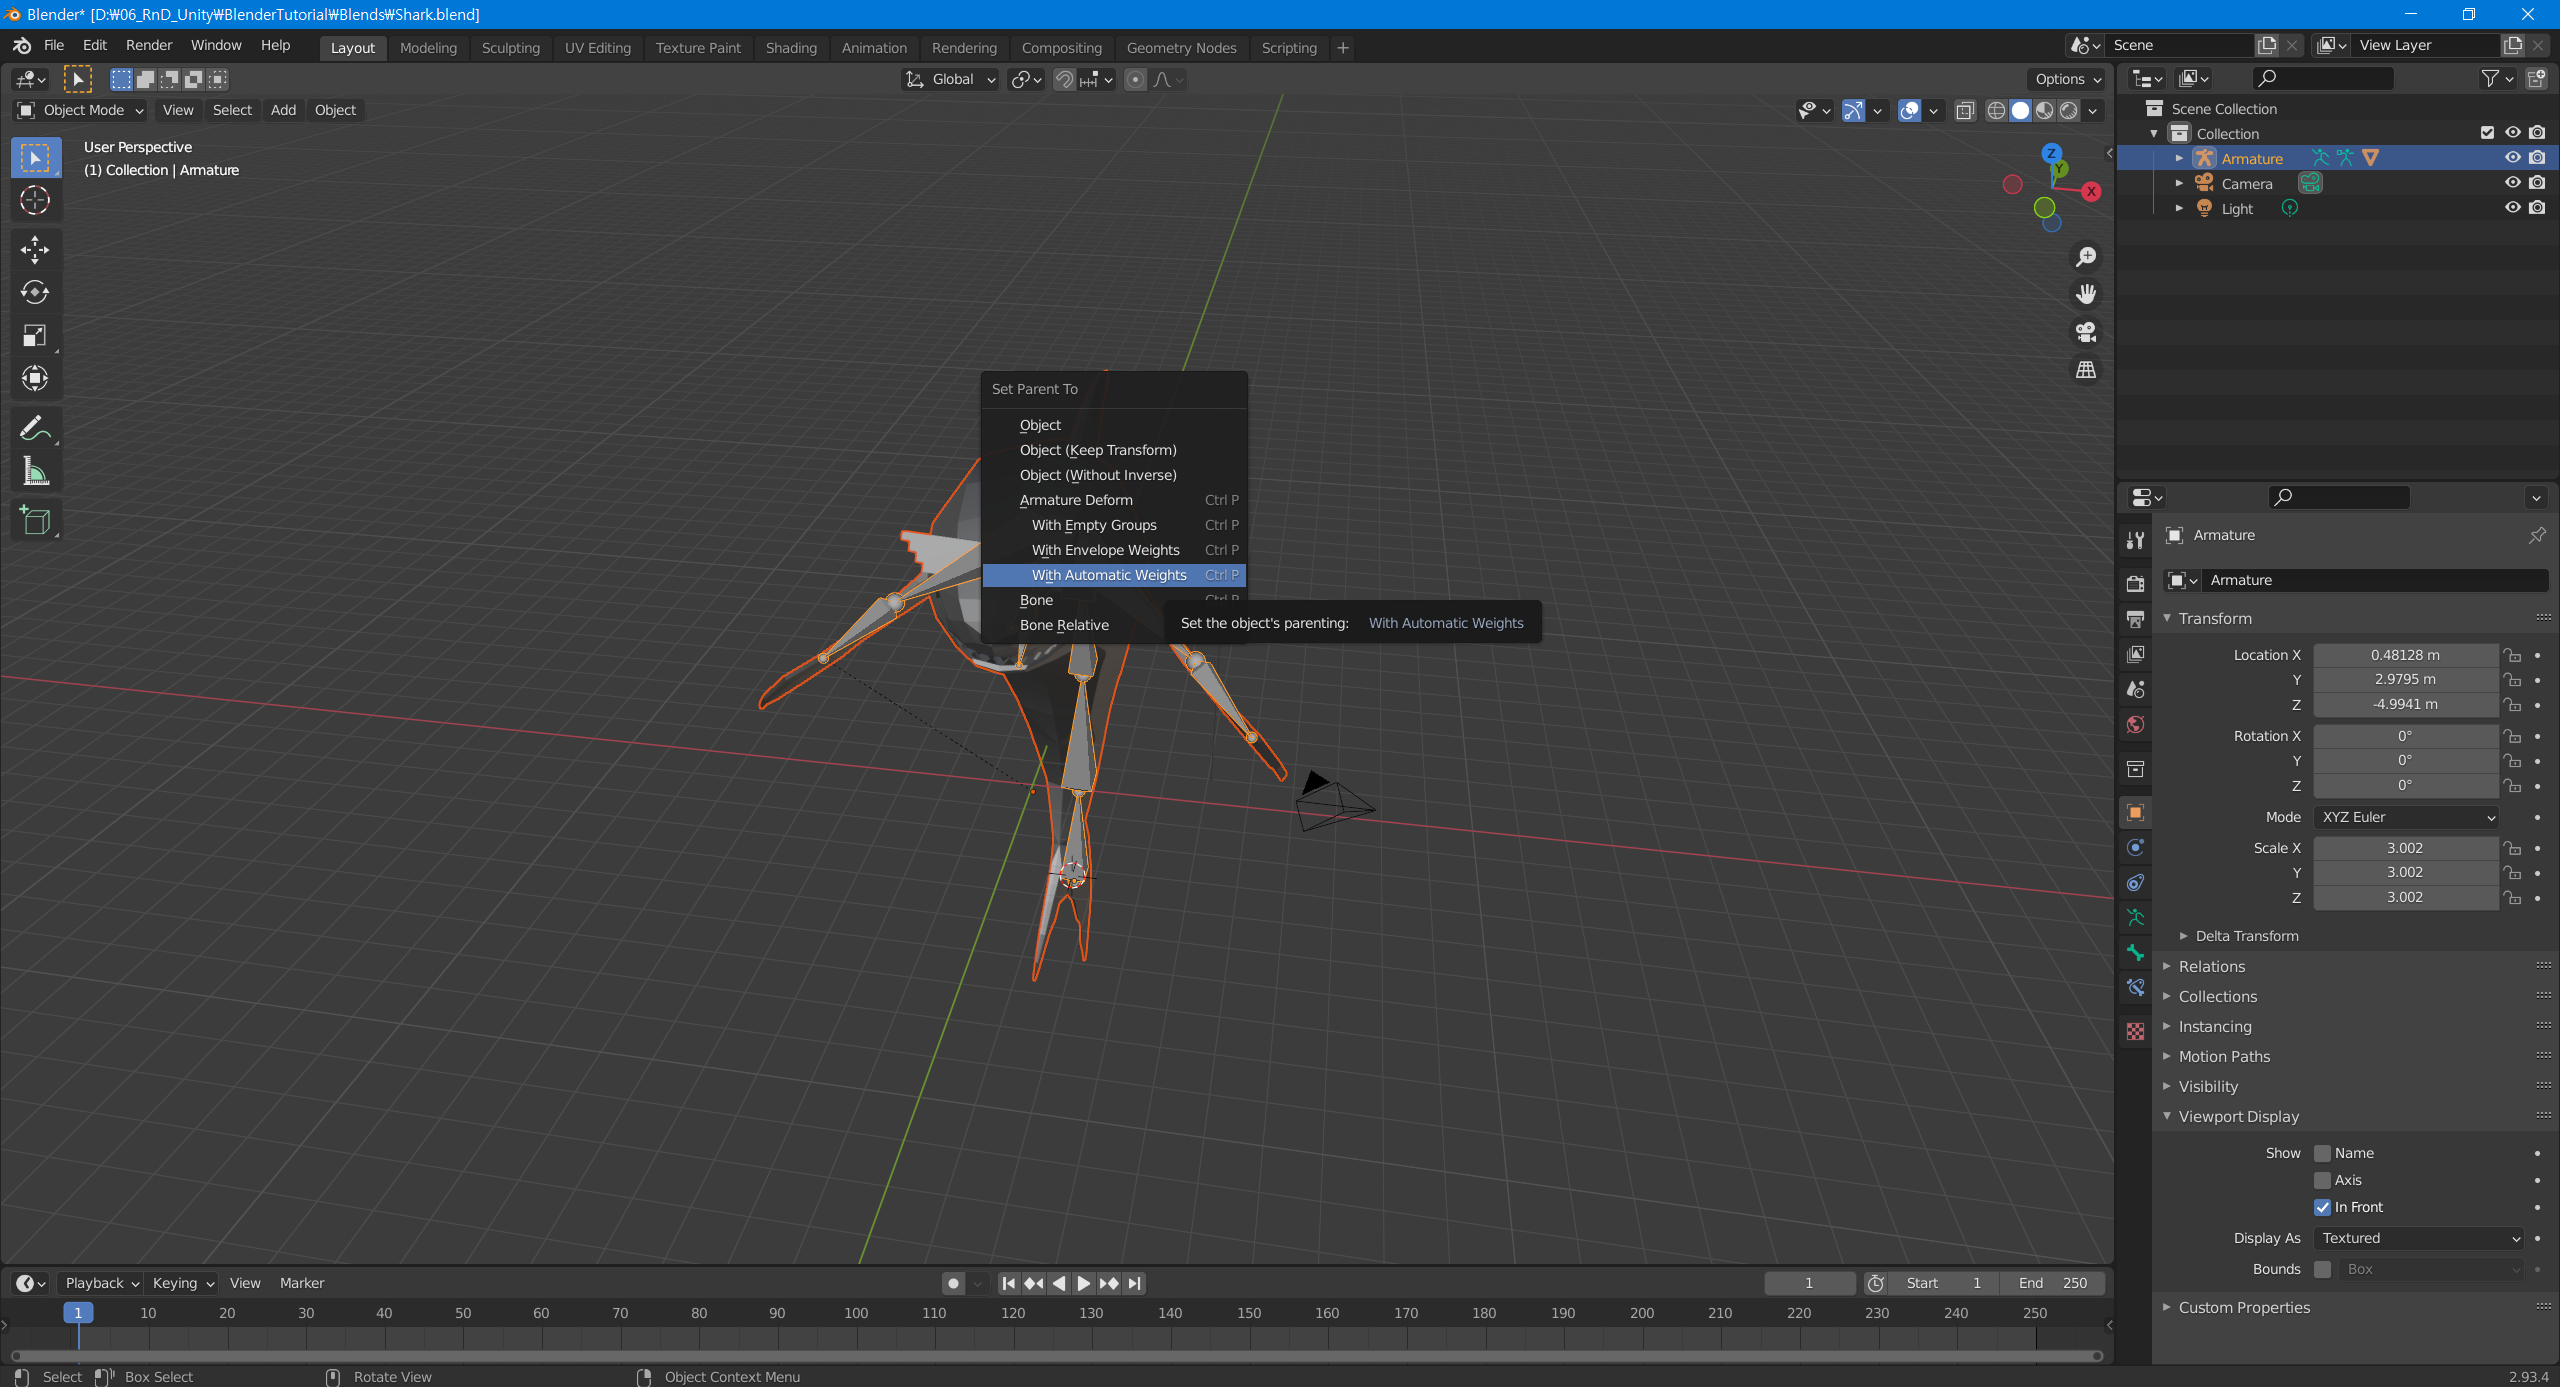 Blender* [D:₩06_RnD_Unity₩BlenderTutorial₩Blends₩Shark.blend]
File Edit Render Window Help Layout Modeling Sculpting UV Editing Texture Paint Shading Animation Rendering Compositing Geometry Nodes Scripting + Scene View Layer
Global Options
Object Mode View Select Add Object
User Perspective
(1) Collection | Armature
Z
Y
X
Set Parent To
Object
Object (Keep Transform)
Object (Without Inverse)
Armature Deform Ctrl P
With Empty Groups Ctrl P
With Envelope Weights Ctrl P
With Automatic Weights Ctrl P
Bone Ctrl P
Bone Relative
Set the object's parenting: With Automatic Weights
Scene Collection
Collection
Armature
Camera
Light
Armature
Armature
Transform
Location X 0.48128 m
Y 2.9795 m
Z -4.9941 m
Rotation X 0°
Y 0°
Z 0°
Mode XYZ Euler
Scale X 3.002
Y 3.002
Z 3.002
Delta Transform
Relations
Collections
Instancing
Motion Paths
Visibility
Viewport Display
Show Name
Axis
In Front
Display As Textured
Bounds Box
Custom Properties
Playback Keying View Marker 1 Start 1 End 250
1 10 20 30 40 50 60 70 80 90 100 110 120 130 140 150 160 170 180 190 200 210 220 230 240 250
Select Box Select Rotate View Object Context Menu 2.93.4